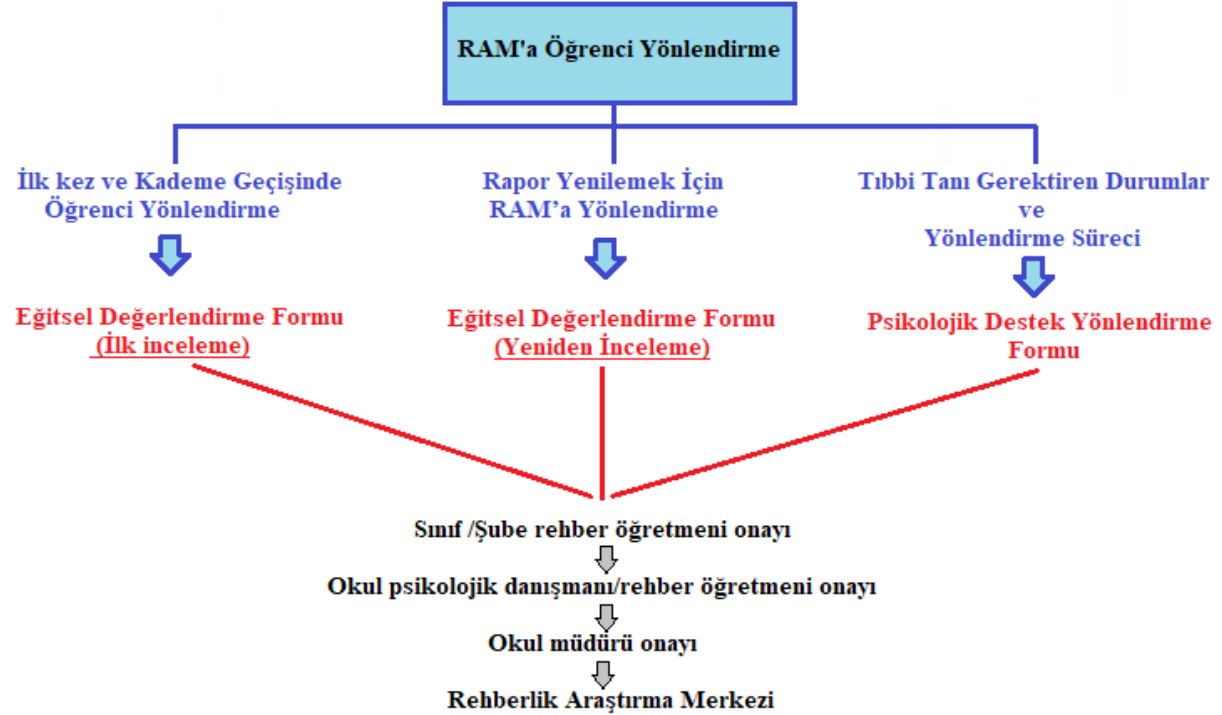 RAM'a Öğrenci Yönlendirme
İlk kez ve Kademe Geçişinde
Öğrenci Yönlendirme
Rapor Yenilemek İçin
RAM’a Yönlendirme
Tıbbi Tanı Gerektiren Durumlar
ve
Yönlendirme Süreci
Eğitsel Değerlendirme Formu
(İlk inceleme)
Eğitsel Değerlendirme Formu
(Yeniden İnceleme)
Psikolojik Destek Yönlendirme
Formu
Sınıf /Şube rehber öğretmeni onayı
Okul psikolojik danışmanı/rehber öğretmeni onayı
Okul müdürü onayı
Rehberlik Araştırma Merkezi